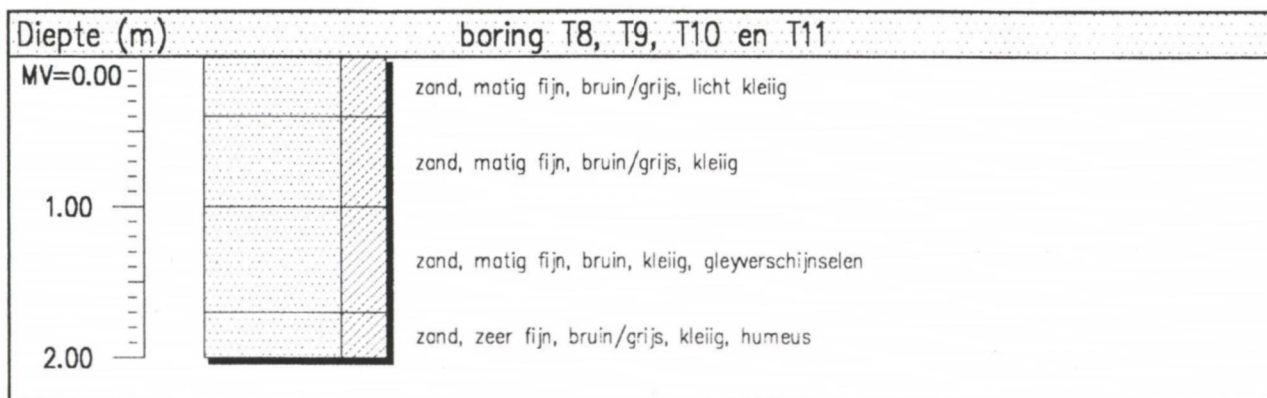 Diepte (m) boring T8, T9, T10 en T11
MV=0.00 zand, matig fijn, bruin/grijs, licht kleiig
zand, matig fijn, bruin/grijs, kleiig
1.00
zand, matig fijn, bruin, kleiig, gleyverschijnselen
zand, zeer fijn, bruin/grijs, kleiig, humeus
2.00